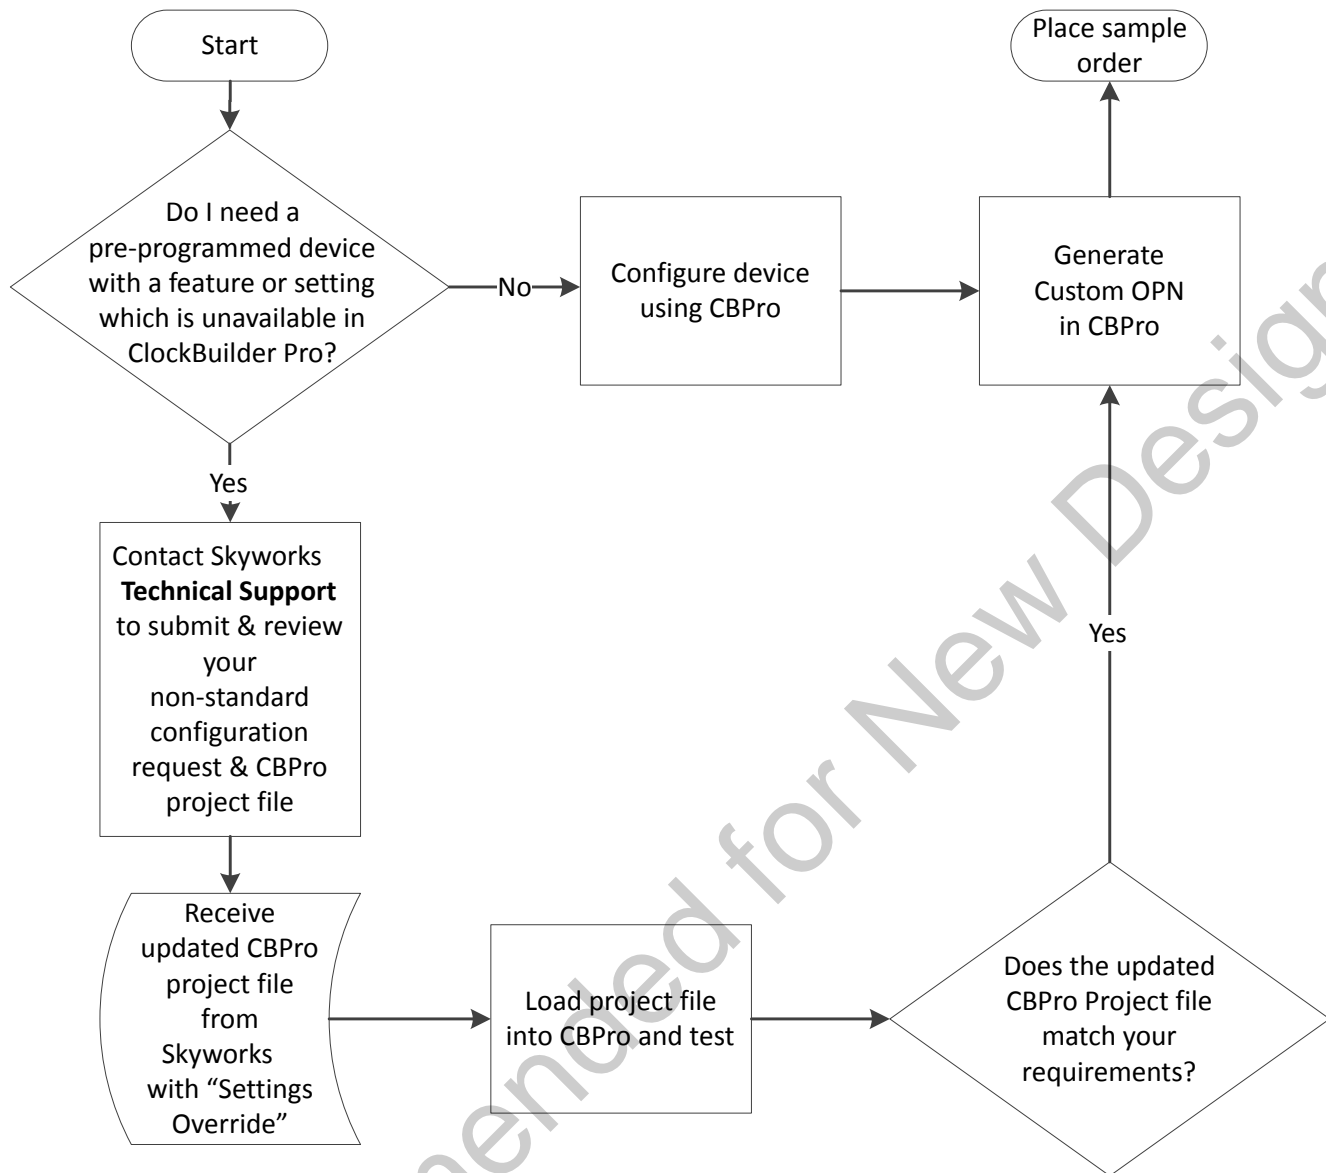 Start
Place sample
order
Do I need a
pre-programmed device
with a feature or setting
which is unavailable in
ClockBuilder Pro?
No
Configure device
using CBPro
Generate
Custom OPN
in CBPro
Yes
Contact Skyworks
Technical Support
to submit & review
your
non-standard
configuration
request & CBPro
project file
Yes
Receive
updated CBPro
project file
from
Skyworks
with “Settings
Override”
Load project file
into CBPro and test
Does the updated
CBPro Project file
match your
requirements?
mended for New Design